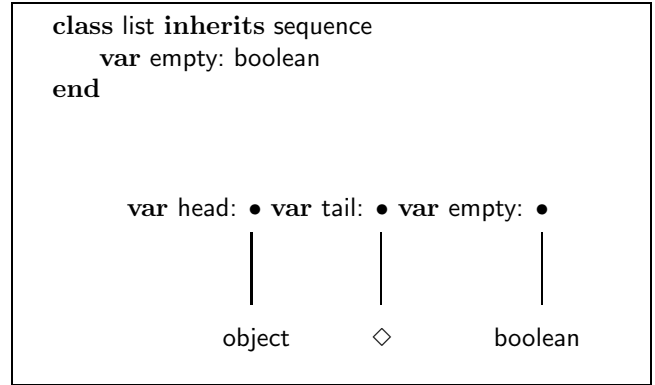 class list inherits sequence
var empty: boolean
end
var head: • var tail: • var empty: •
object ◇ boolean